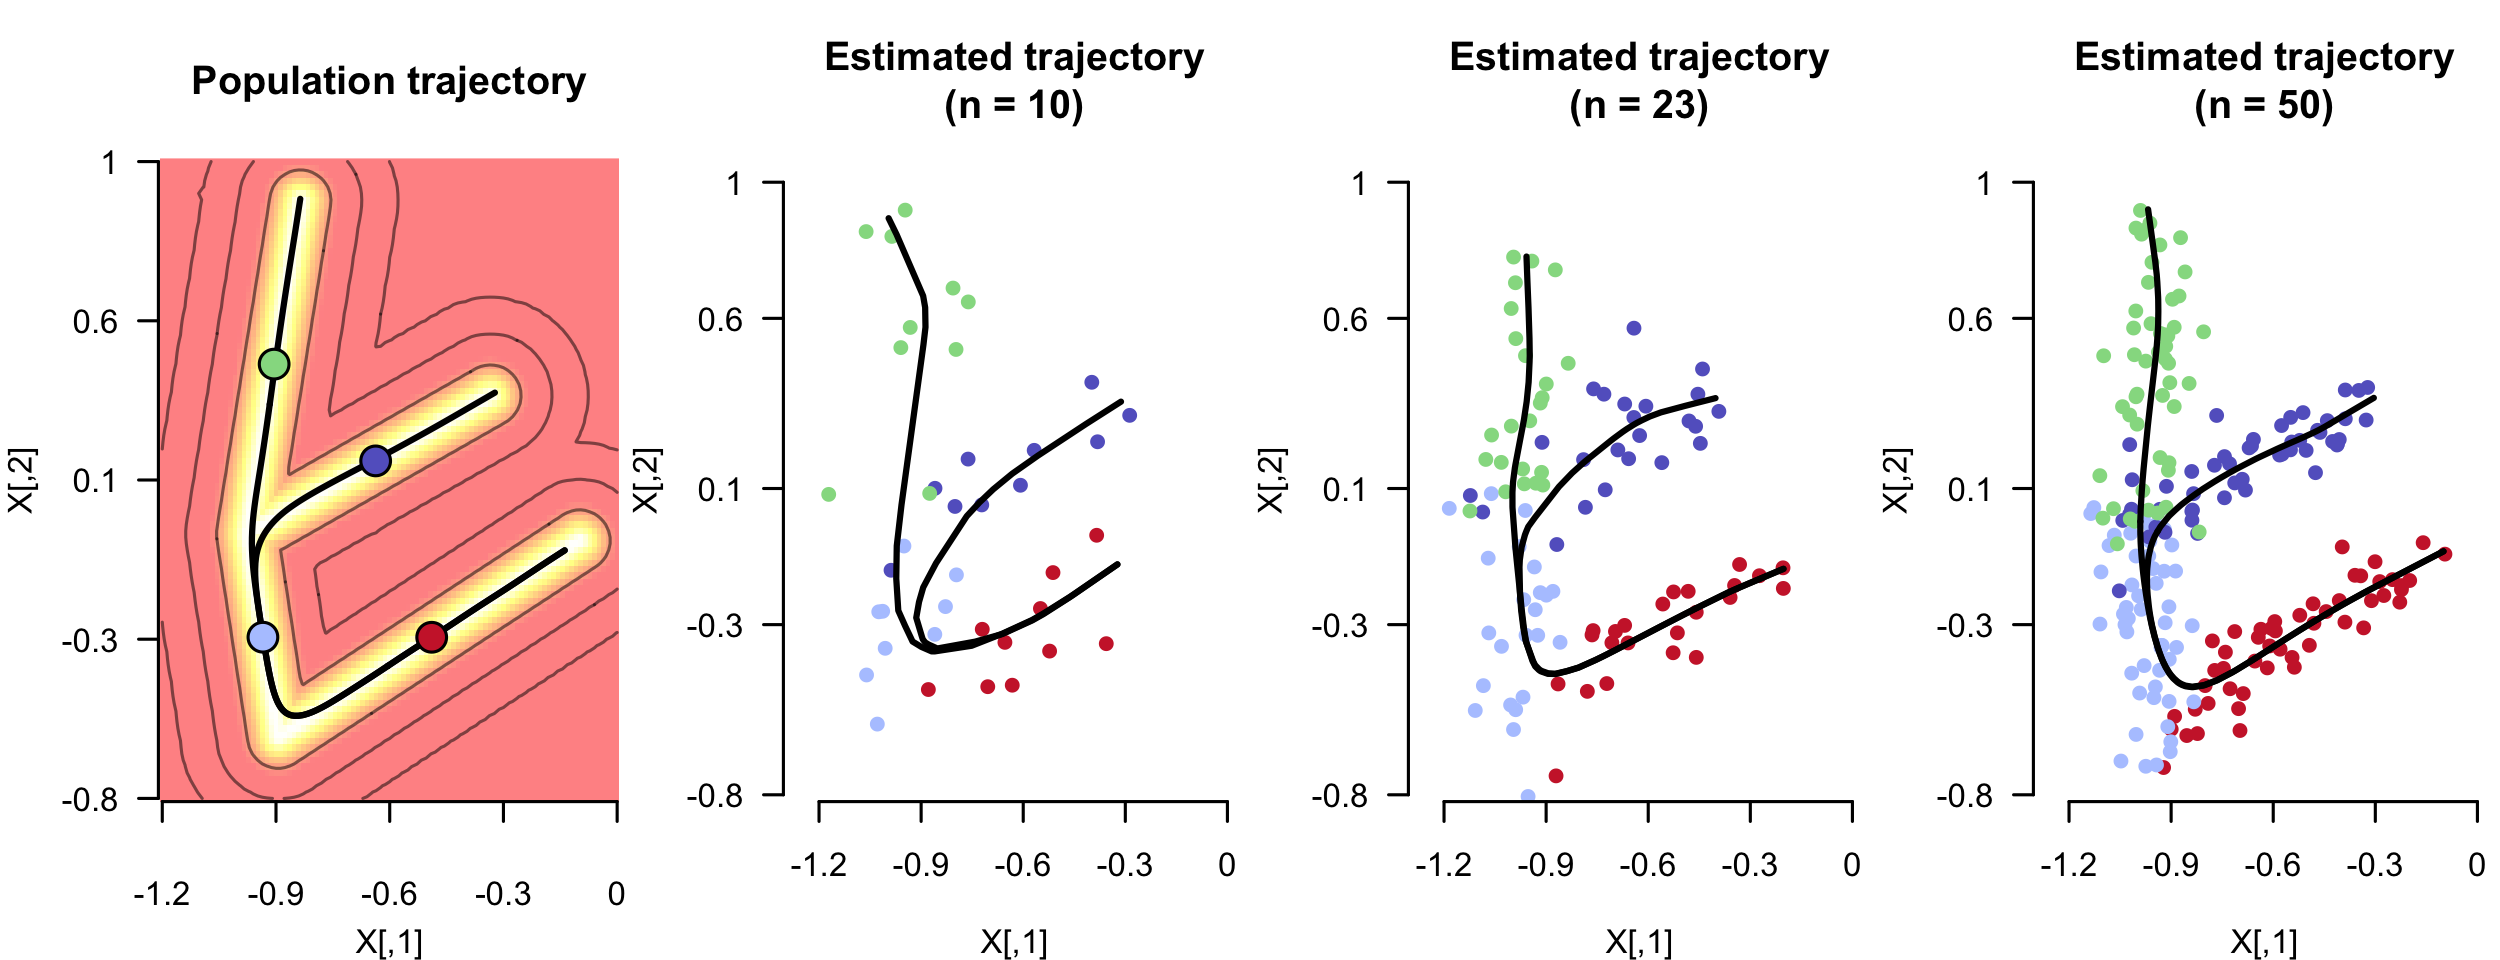 Population trajectory
X[,2]
1
0.6
0.1
-0.3
-0.8
-1.2 -0.9 -0.6 -0.3 0
X[,1]
Estimated trajectory
(n = 10)
X[,2]
1
0.6
0.1
-0.3
-0.8
-1.2 -0.9 -0.6 -0.3 0
X[,1]
Estimated trajectory
(n = 23)
X[,2]
1
0.6
0.1
-0.3
-0.8
-1.2 -0.9 -0.6 -0.3 0
X[,1]
Estimated trajectory
(n = 50)
X[,2]
1
0.6
0.1
-0.3
-0.8
-1.2 -0.9 -0.6 -0.3 0
X[,1]